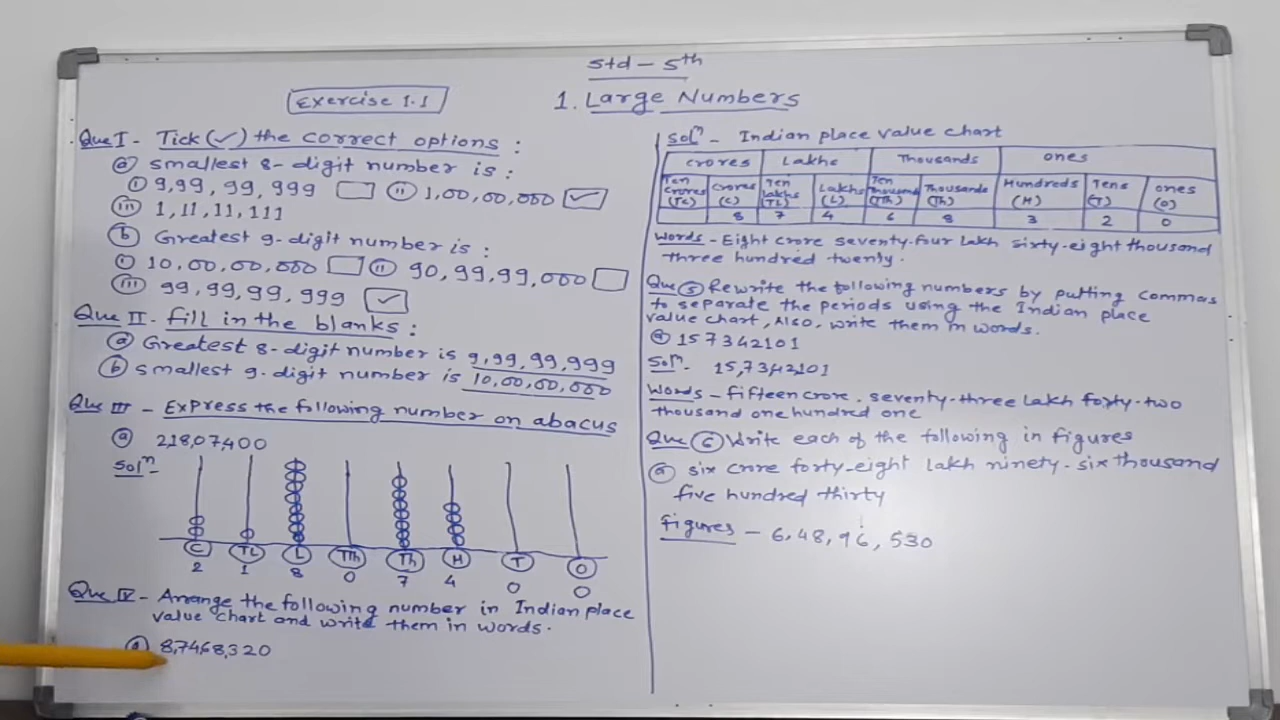 Std - 5th
Exercise 1.1
1. Large Numbers
Que I - Tick (✓) the correct options :
(a) Smallest 8-digit number is :
(i) 9,99,99,999 (ii) 1,00,00,000 ✓
(iii) 1,11,11,111
(b) Greatest 9-digit number is :
(i) 10,00,00,000 (ii) 90,99,99,000
(iii) 99,99,99,999 ✓
Que II - Fill in the blanks :
(a) Greatest 8-digit number is 9,99,99,999
(b) Smallest 9-digit number is 10,00,00,000
Que III - Express the following number on abacus
(a) 218,07,400
Soln
C TL L TTh Th H T O
2 1 8 0 7 4 0 0
Que IV - Arrange the following number in Indian place
value chart and write them in words.
(a) 8,74,68,320
Soln - Indian place value chart
Crores Lakhs Thousands Ones
Ten Crores (TC) Crores (C) Ten Lakhs (TL) Lakhs (L) Ten Thousand (TTh) Thousands (Th) Hundreds (H) Tens (T) Ones (O)
8 7 4 6 8 3 2 0
Words - Eight crore seventy-four lakh sixty-eight thousand
three hundred twenty.
Que (5) Rewrite the following numbers by putting commas
to separate the periods using the Indian place
value chart, Also, write them in words.
(a) 157342101
Soln - 15,73,42,101
Words - Fifteen crore, seventy-three lakh forty-two
thousand one hundred one
Que (6) Write each of the following in figures
(a) Six crore forty-eight lakh ninety-six thousand
five hundred thirty
Figures - 6,48,96,530